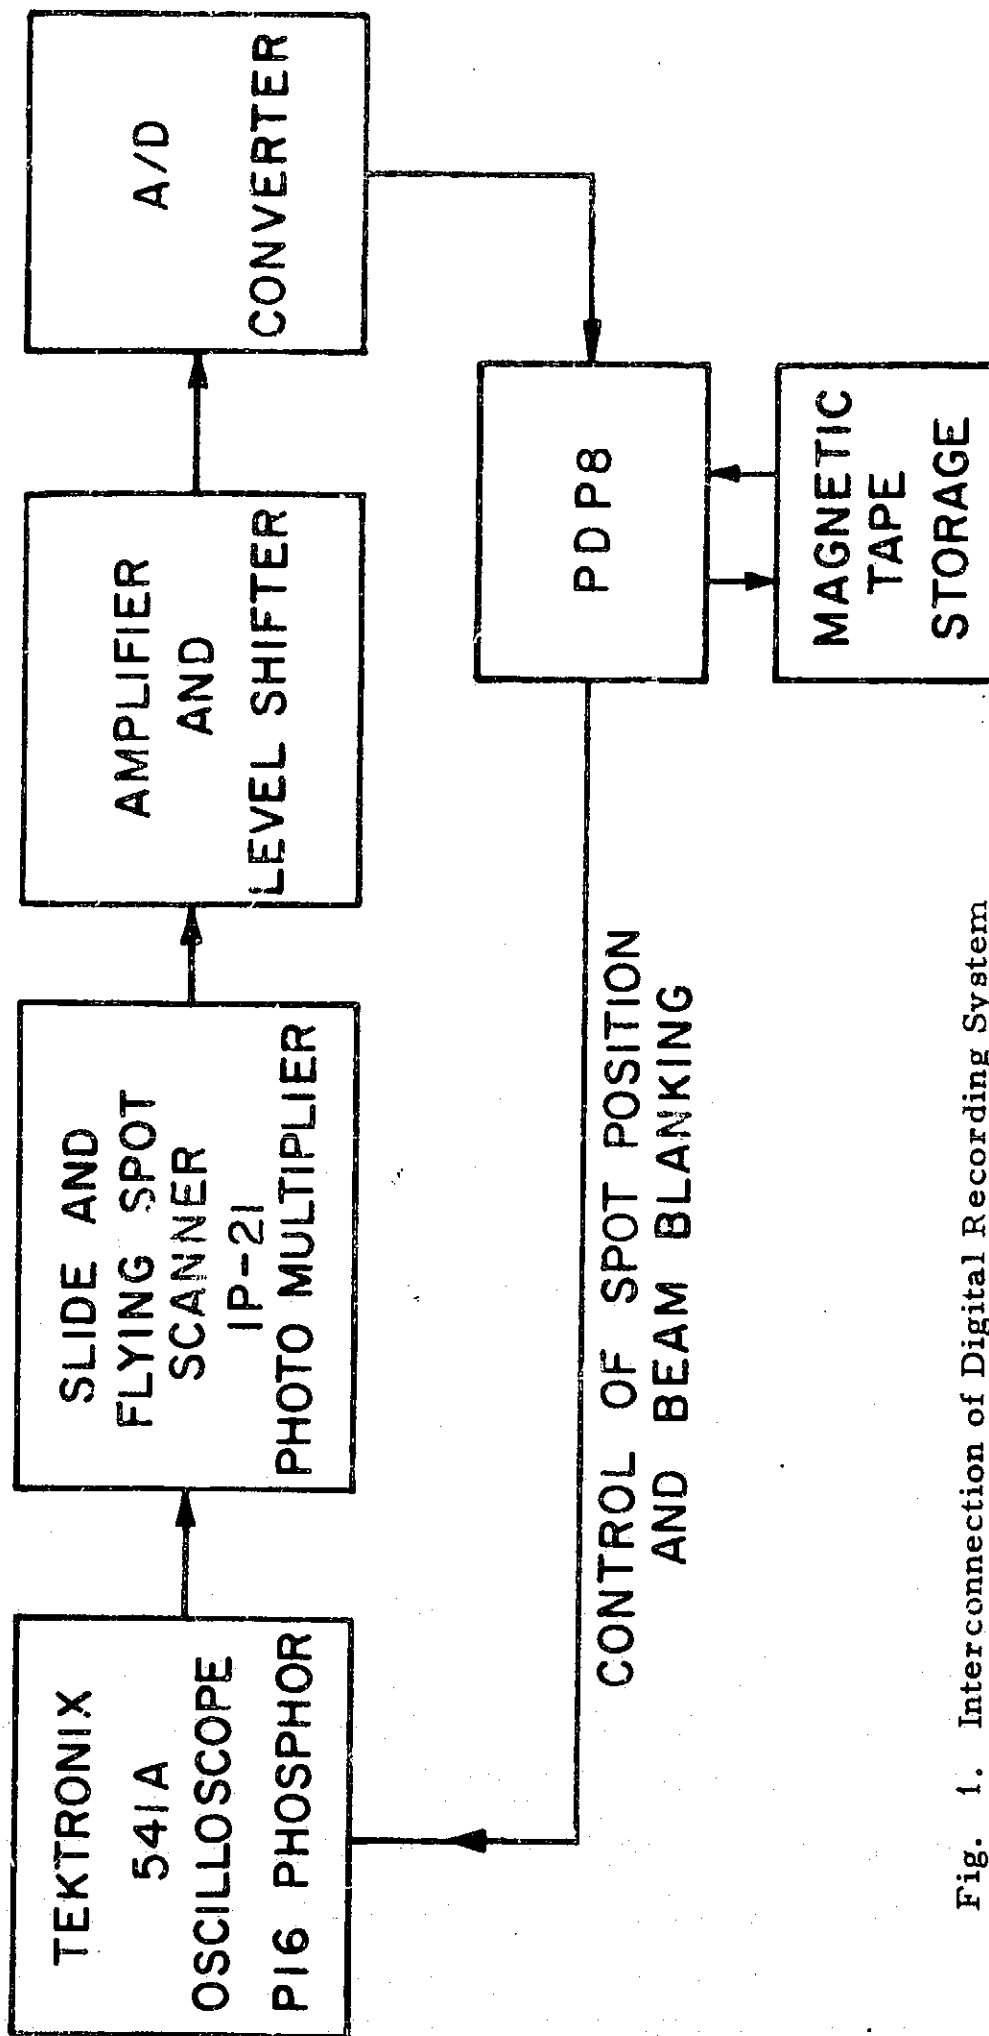 TEKTRONIX
541A
OSCILLOSCOPE
P16 PHOSPHOR
SLIDE AND
FLYING SPOT
SCANNER
IP-21
PHOTO MULTIPLIER
AMPLIFIER
AND
LEVEL SHIFTER
A/D
CONVERTER
PDP8
MAGNETIC
TAPE
STORAGE
CONTROL OF SPOT POSITION
AND BEAM BLANKING
Fig. 1. Interconnection of Digital Recording System